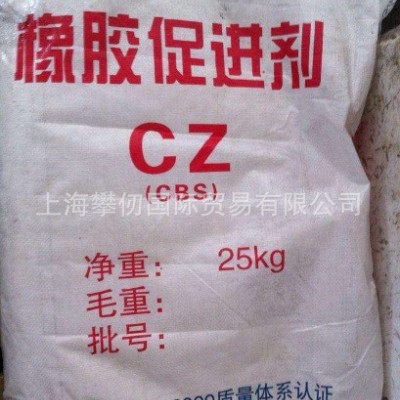 橡胶促进剂
CZ
(CBS)
上海攀仞国际贸易有限公司
净重: 25kg
毛重:
批号:
质量体系认证